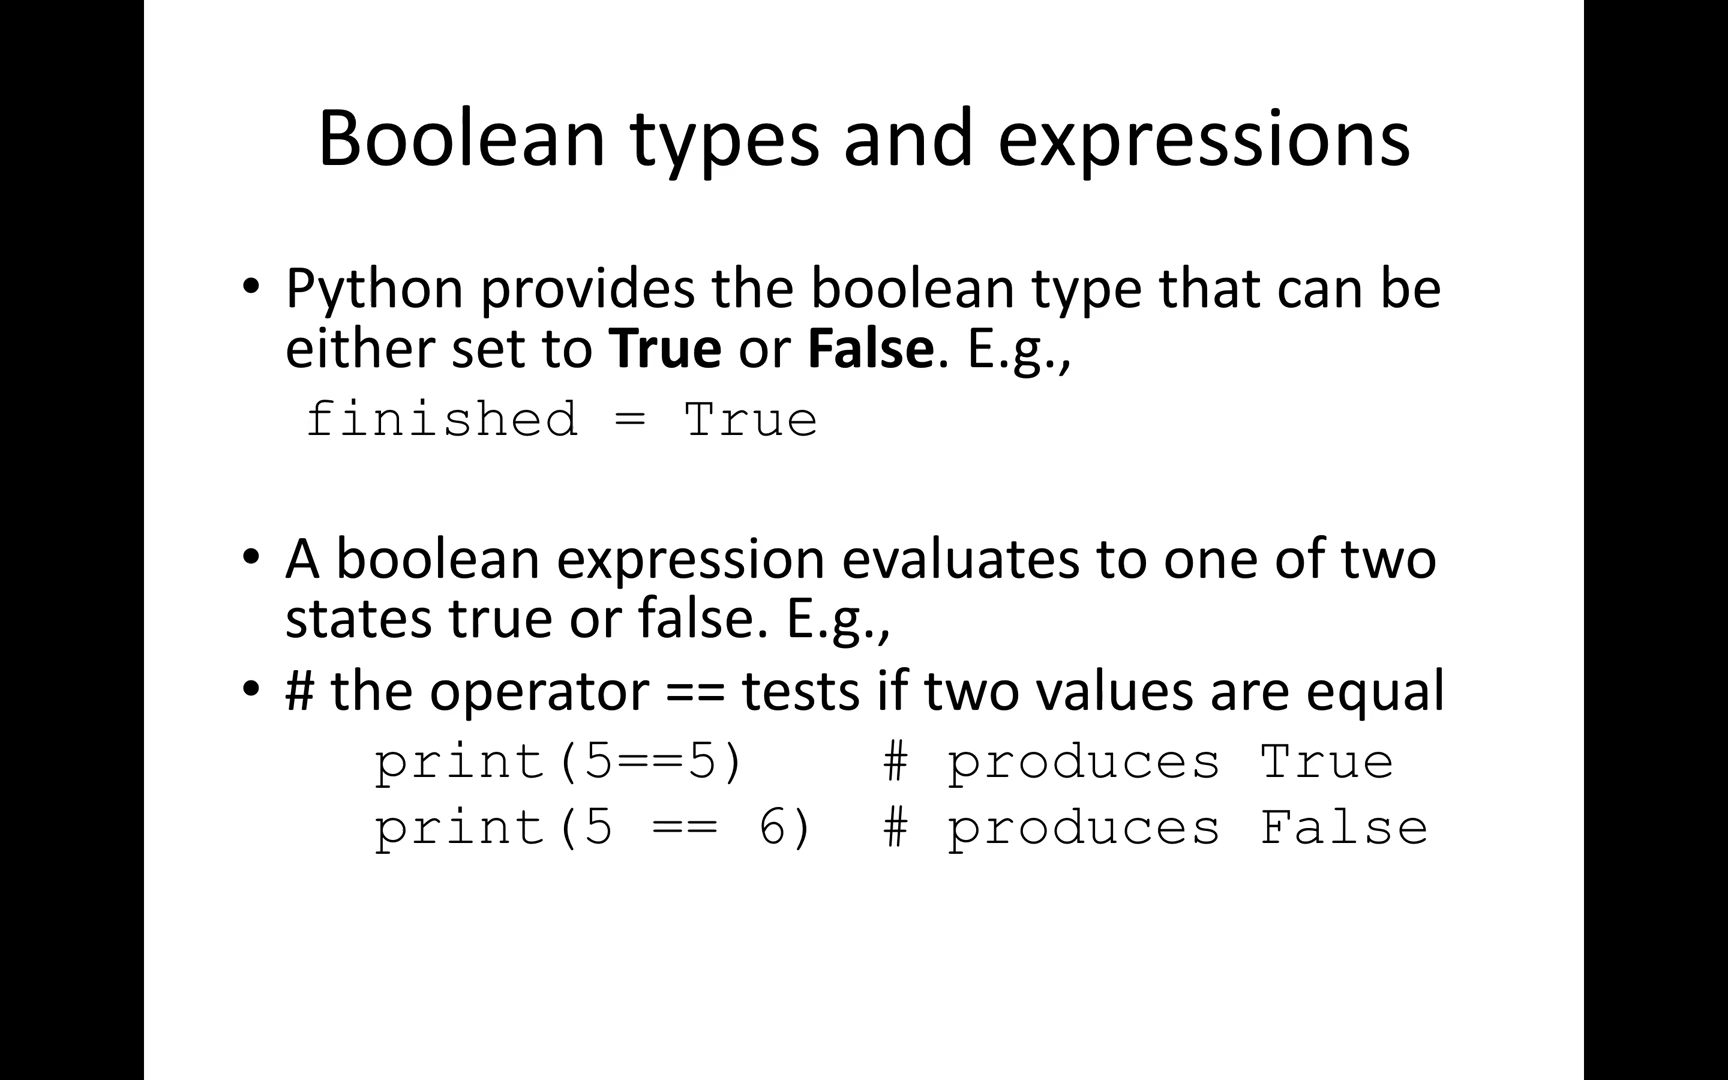 Boolean types and expressions
• Python provides the boolean type that can be
either set to True or False. E.g.,
finished = True
• A boolean expression evaluates to one of two
states true or false. E.g.,
• # the operator == tests if two values are equal
print(5==5)    # produces True
print(5 == 6)  # produces False